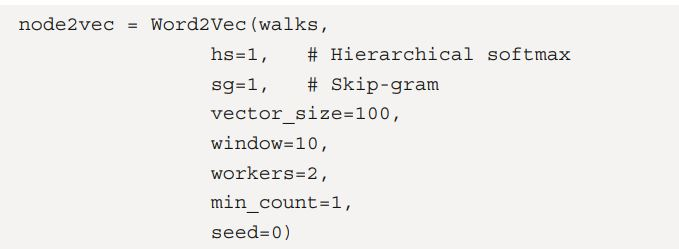 node2vec = Word2Vec(walks,
                hs=1,   # Hierarchical softmax
                sg=1,   # Skip-gram
                vector_size=100,
                window=10,
                workers=2,
                min_count=1,
                seed=0)